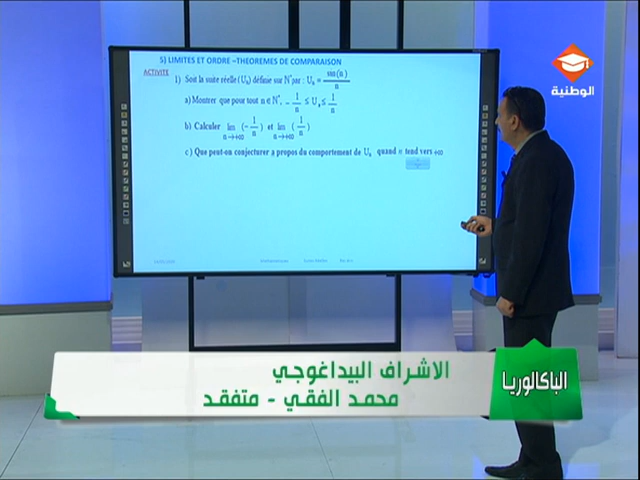 5) LIMITES ET ORDRE –THEOREMES DE COMPARAISON
ACTIVITE
1) Soit la suite réelle (Uₙ) définie sur N*par : Uₙ = sin(n)/n
a) Montrer que pour tout n ∈ N*, - 1/n ≤ Uₙ ≤ 1/n
b) Calculer lim n→+∞ (- 1/n) et lim n→+∞ (1/n)
c) Que peut-on conjecturer a propos du comportement de Uₙ quand n tend vers +∞
الوطنية
الاشراف البيداغوجي
محمد الفقي - متفقد
الباكالوريا